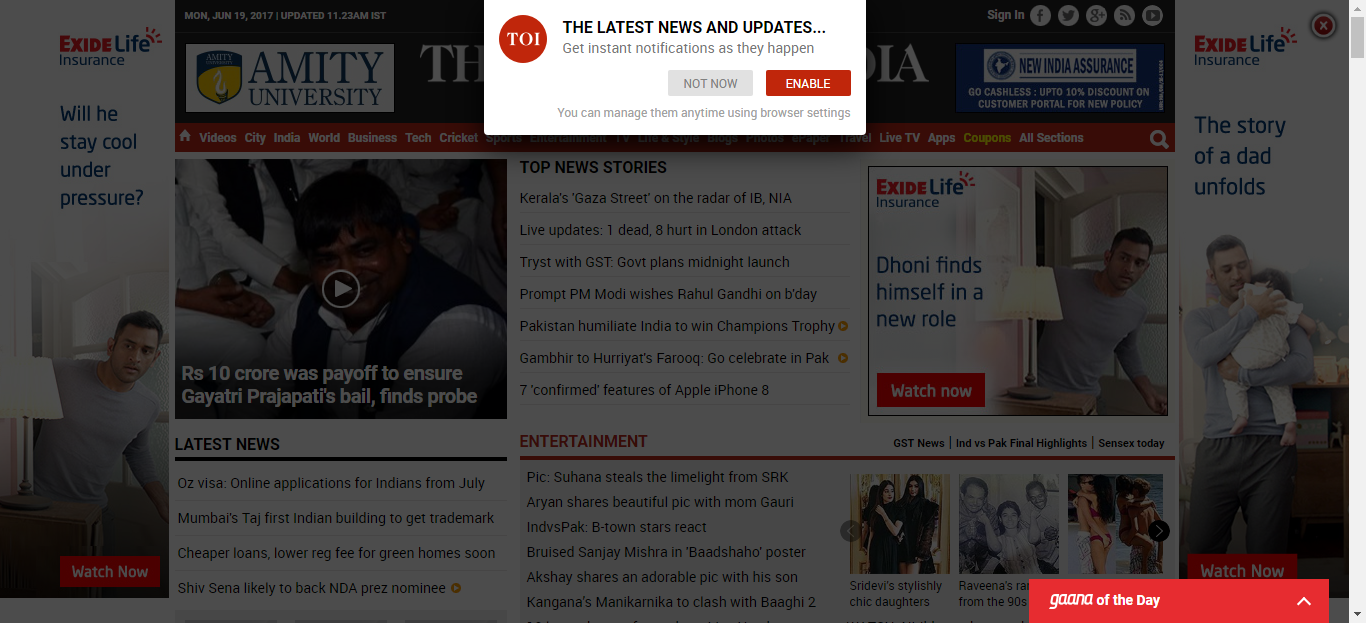 MON, JUN 19, 2017 | UPDATED 11.23AM IST
Sign In
TOI
THE LATEST NEWS AND UPDATES...
Get instant notifications as they happen
NOT NOW
ENABLE
You can manage them anytime using browser settings
EXIDE Life
Insurance
Will he
stay cool
under
pressure?
Watch Now
AMITY
UNIVERSITY
TH
DIA
NEW INDIA ASSURANCE
GO CASHLESS : UPTO 10% DISCOUNT ON
CUSTOMER PORTAL FOR NEW POLICY
EXIDE Life
Insurance
The story
of a dad
unfolds
Watch Now
Videos City India World Business Tech Cricket Sports Entertainment TV Life & Style Blogs Photos ePaper Travel Live TV Apps Coupons All Sections
Rs 10 crore was payoff to ensure
Gayatri Prajapati's bail, finds probe
TOP NEWS STORIES
Kerala's 'Gaza Street' on the radar of IB, NIA
Live updates: 1 dead, 8 hurt in London attack
Tryst with GST: Govt plans midnight launch
Prompt PM Modi wishes Rahul Gandhi on b'day
Pakistan humiliate India to win Champions Trophy
Gambhir to Hurriyat's Farooq: Go celebrate in Pak
7 'confirmed' features of Apple iPhone 8
EXIDE Life
Insurance
Dhoni finds
himself in a
new role
Watch now
LATEST NEWS
Oz visa: Online applications for Indians from July
Mumbai's Taj first Indian building to get trademark
Cheaper loans, lower reg fee for green homes soon
Shiv Sena likely to back NDA prez nominee
ENTERTAINMENT
GST News | Ind vs Pak Final Highlights | Sensex today
Pic: Suhana steals the limelight from SRK
Aryan shares beautiful pic with mom Gauri
IndvsPak: B-town stars react
Bruised Sanjay Mishra in 'Baadshaho' poster
Akshay shares an adorable pic with his son
Kangana's Manikarnika to clash with Baaghi 2
Sridevi's stylishly
chic daughters
Raveena's
from the 90s
gaana of the Day